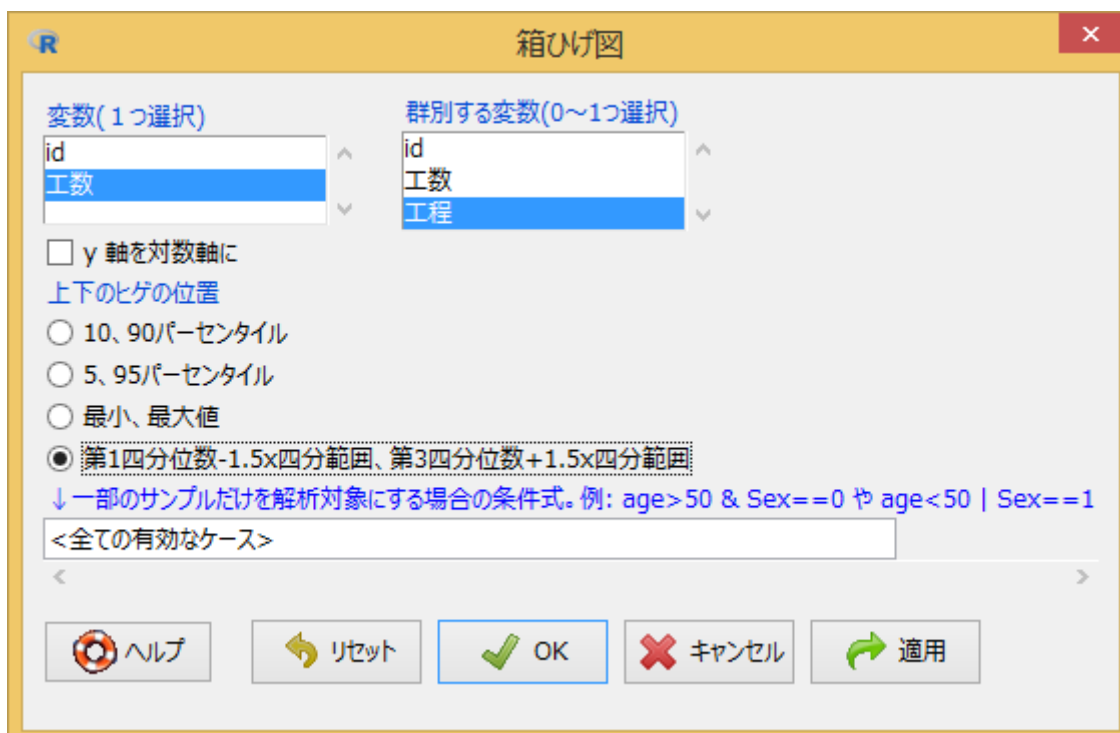 箱ひげ図
変数(１つ選択)
id
工数
群別する変数(0～1つ選択)
id
工数
工程
y 軸を対数軸に
上下のヒゲの位置
10、90パーセンタイル
5、95パーセンタイル
最小、最大値
第1四分位数-1.5x四分範囲、第3四分位数+1.5x四分範囲
↓一部のサンプルだけを解析対象にする場合の条件式。例: age>50 & Sex==0 や age<50 | Sex==1
<全ての有効なケース>
ヘルプ
リセット
OK
キャンセル
適用